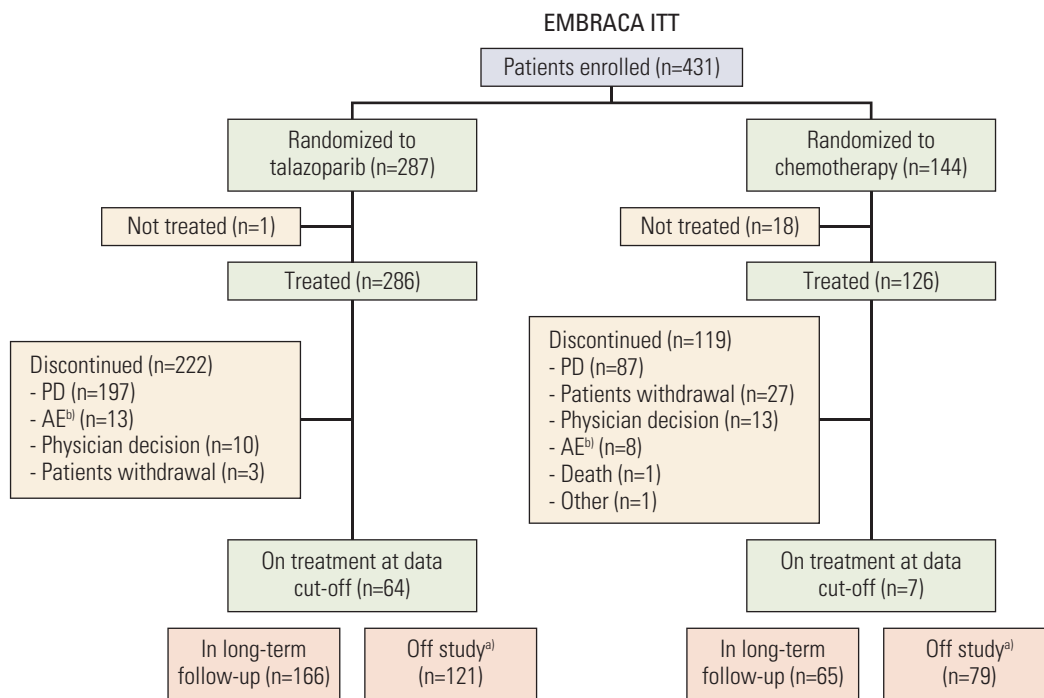 EMBRACA ITT
Patients enrolled (n=431)
Randomized to
talazoparib (n=287)
Randomized to
chemotherapy (n=144)
Not treated (n=1)
Not treated (n=18)
Treated (n=286)
Treated (n=126)
Discontinued (n=222)
- PD (n=197)
- AEᵇ⁾ (n=13)
- Physician decision (n=10)
- Patients withdrawal (n=3)
Discontinued (n=119)
- PD (n=87)
- Patients withdrawal (n=27)
- Physician decision (n=13)
- AEᵇ⁾ (n=8)
- Death (n=1)
- Other (n=1)
On treatment at data
cut-off (n=64)
On treatment at data
cut-off (n=7)
In long-term
follow-up (n=166)
Off studyᵃ⁾
(n=121)
In long-term
follow-up (n=65)
Off studyᵃ⁾
(n=79)